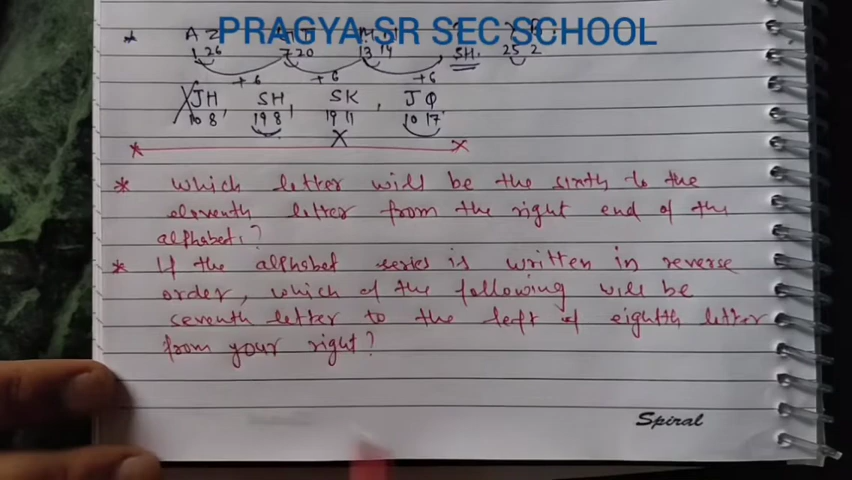 PRAGYA SR SEC SCHOOL
* A Z
1 26 7 20 13 14 SH. 25 2
+6 +6 +6
JH, SH, SK, JQ
10 8 19 8 19 11 10 17
* which letter will be the sixth to the
eleventh letter from the right end of the
alphabet.?
* If the alphabet series is written in reverse
order, which of the following will be
seventh letter to the left of eighth letter
from your right?
Spiral